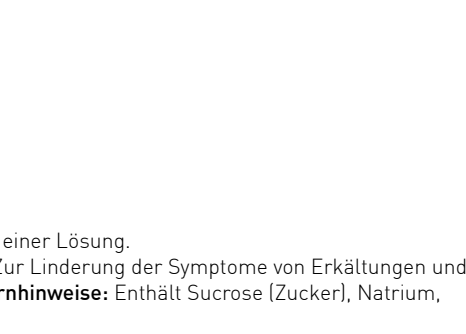 einer Lösung.
Zur Linderung der Symptome von Erkältungen und
rnhinweise: Enthält Sucrose (Zucker), Natrium,